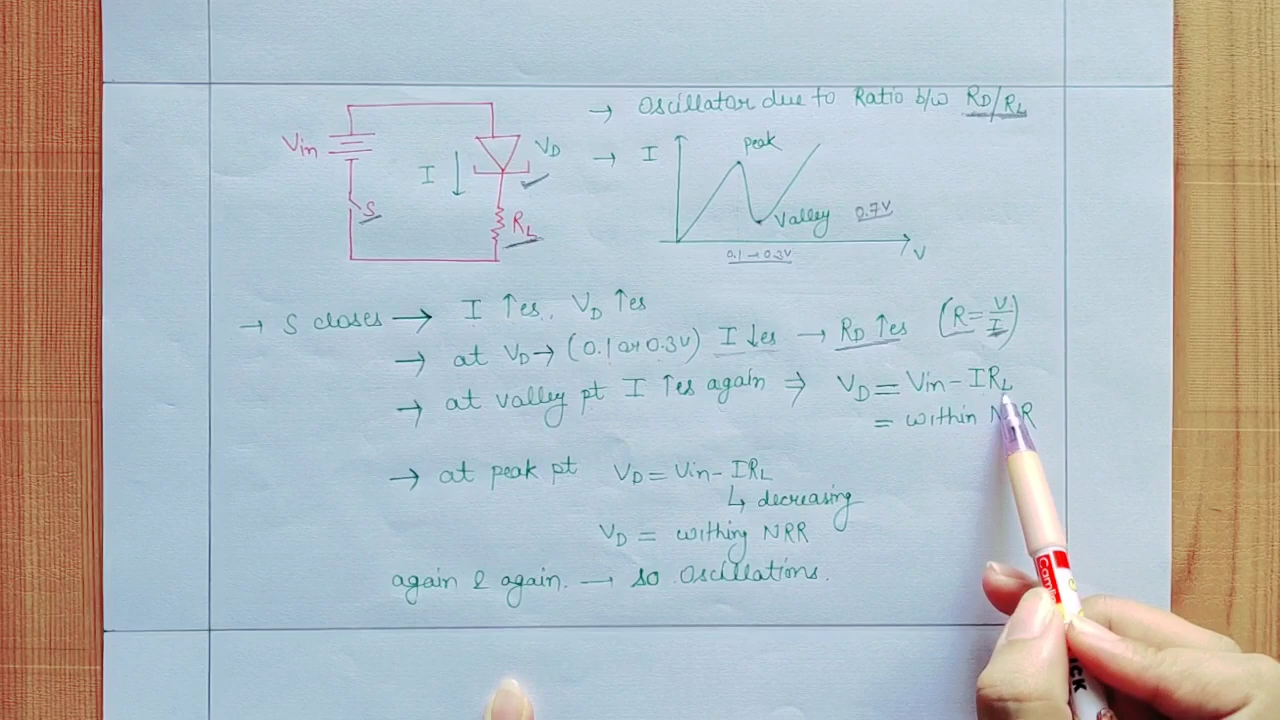 → Oscillator due to Ratio b/w RD/RL
Vin
I ↓
VD
S
RL
→ I
peak
Valley
0.7V
0.1→0.3V
V
→ S closes → I ↑es, VD ↑es
→ at VD → (0.1 or 0.3V) I ↓es → RD ↑es (R = V/I)
→ at valley pt I ↑es again ⇒ VD = Vin - IRL
= within N R
→ at peak pt VD = Vin - IRL
↳ decreasing
VD = withing NRR
again & again. → so oscillations.